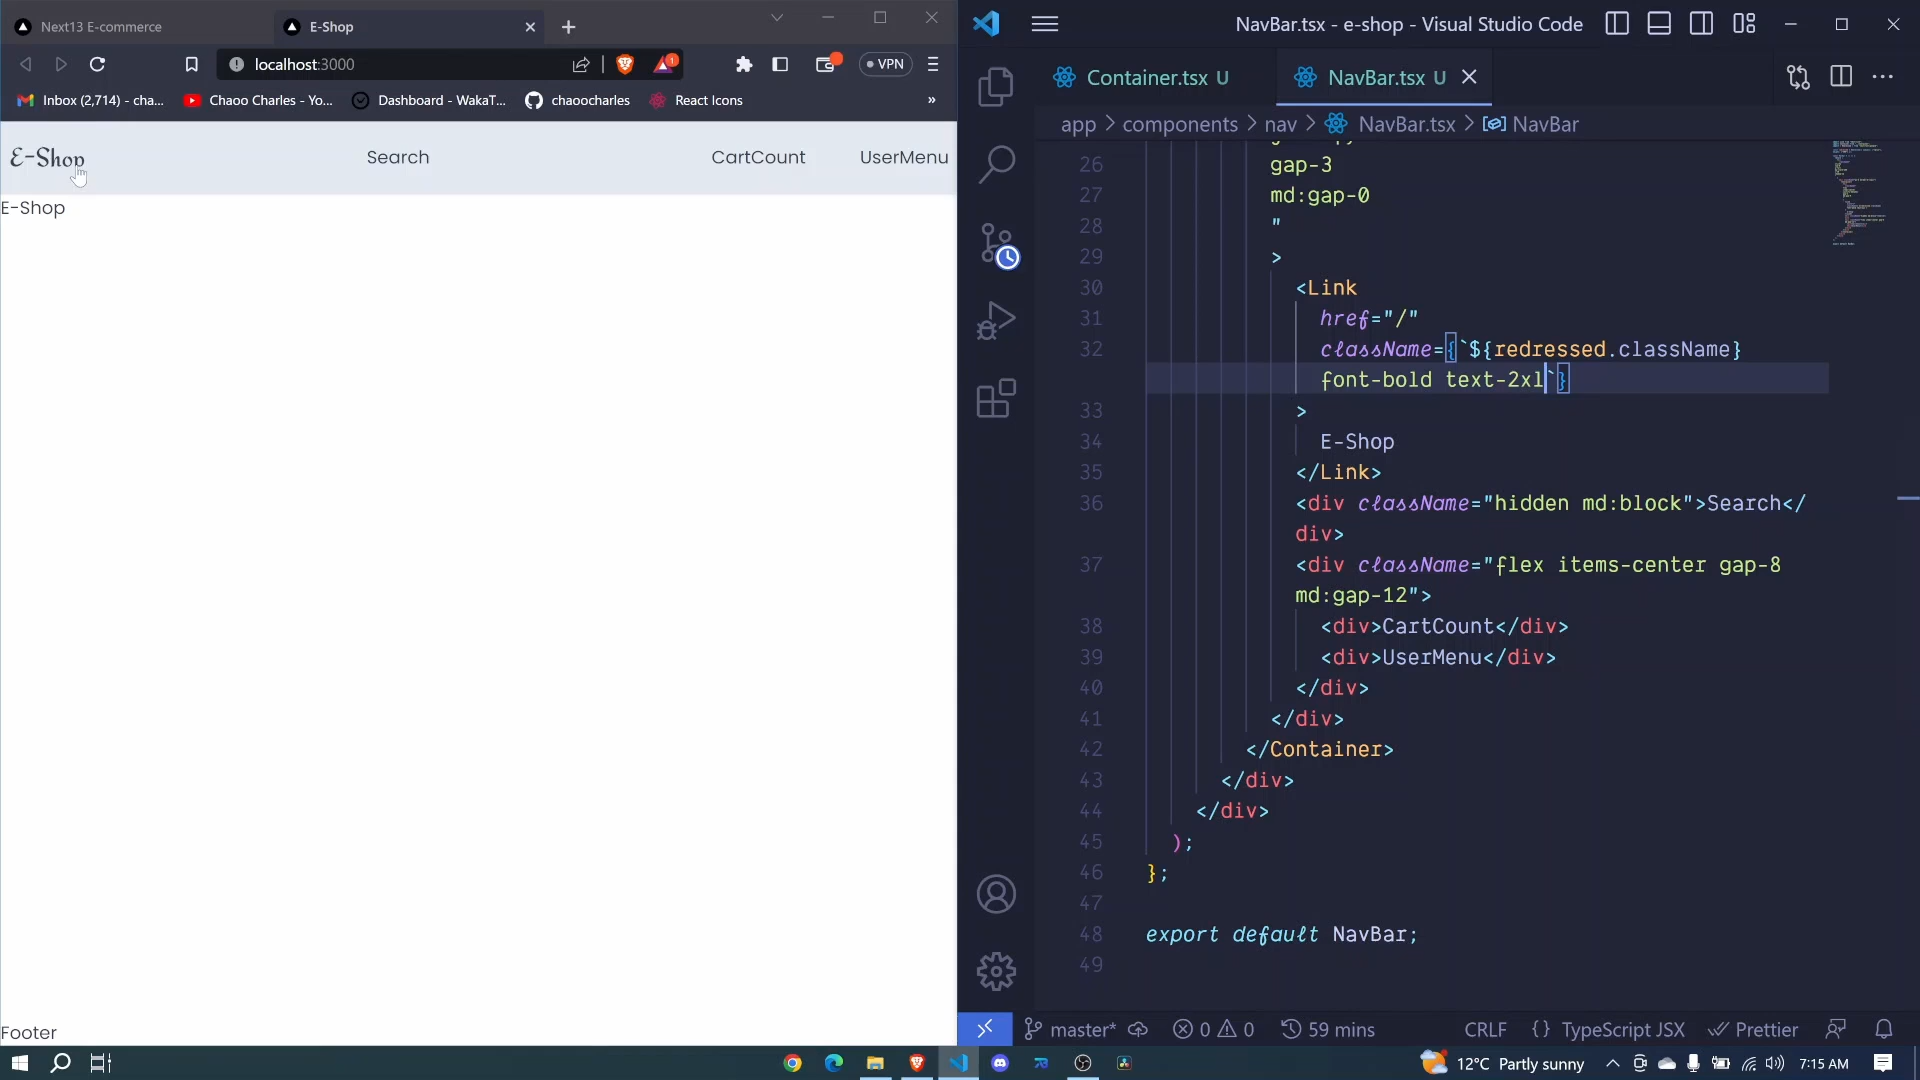 Next13 E-commerce
E-Shop
localhost:3000
1
VPN
Inbox (2,714) - cha...
Chaoo Charles - Yo...
Dashboard - WakaT...
chaoocharles
React Icons
»
E-Shop
Search
CartCount
UserMenu
E-Shop
Footer
NavBar.tsx - e-shop - Visual Studio Code
Container.tsx U
NavBar.tsx U
app > components > nav > NavBar.tsx > NavBar
26 gap-3
27 md:gap-0
28 "
29 >
30 <Link
31 href="/"
32 className={`${redressed.className}
font-bold text-2xl`}
33 >
34 E-Shop
35 </Link>
36 <div className="hidden md:block">Search</
div>
37 <div className="flex items-center gap-8
md:gap-12">
38 <div>CartCount</div>
39 <div>UserMenu</div>
40 </div>
41 </div>
42 </Container>
43 </div>
44 </div>
45 );
46 };
47
48 export default NavBar;
49
master* 0 0 59 mins CRLF {} TypeScript JSX Prettier
12°C Partly sunny 7:15 AM